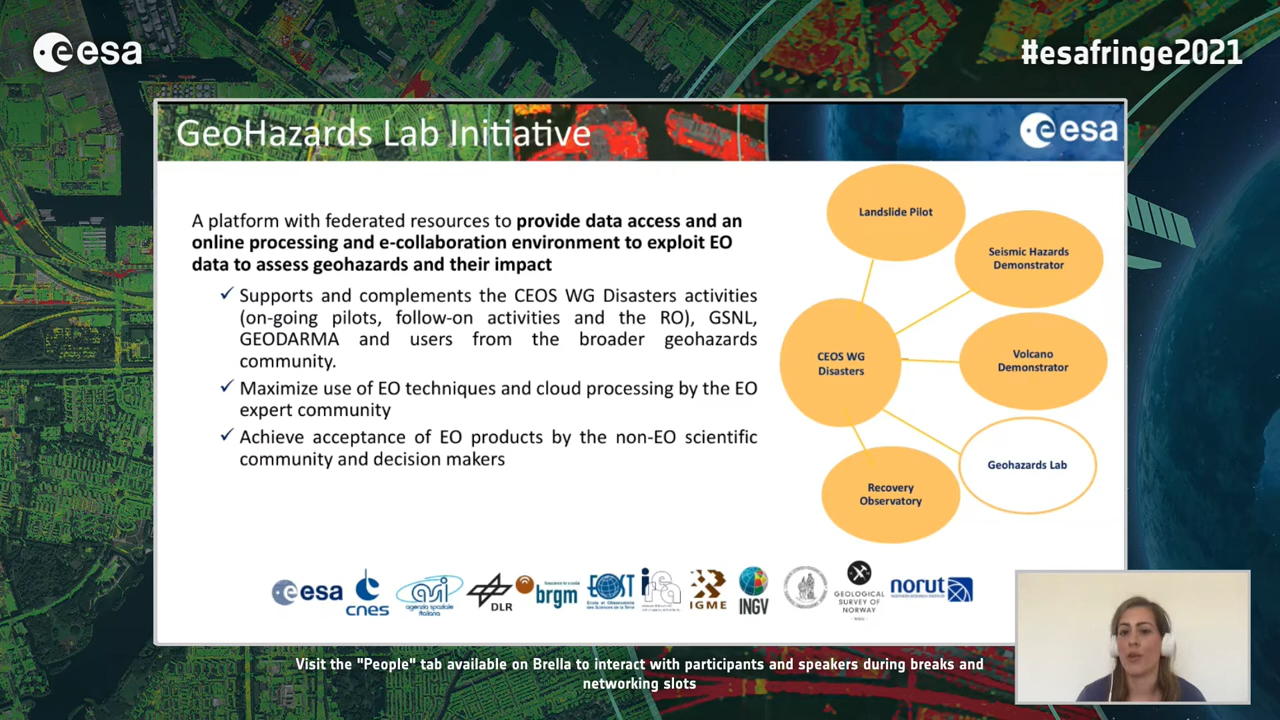 esa
#esafringe2021
GeoHazards Lab Initiative
esa
A platform with federated resources to provide data access and an
online processing and e-collaboration environment to exploit EO
data to assess geohazards and their impact
✓ Supports and complements the CEOS WG Disasters activities
(on-going pilots, follow-on activities and the RO), GSNL,
GEODARMA and users from the broader geohazards
community.
✓ Maximize use of EO techniques and cloud processing by the EO
expert community
✓ Achieve acceptance of EO products by the non-EO scientific
community and decision makers
Landslide Pilot
Seismic Hazards
Demonstrator
CEOS WG
Disasters
Volcano
Demonstrator
Geohazards Lab
Recovery
Observatory
esa
cnes
asi
agenzia spaziale
italiana
DLR
brgm
EOST
IGME
INGV
GEOLOGICAL
SURVEY OF
NORWAY
norut
Visit the "People" tab available on Brella to interact with participants and speakers during breaks and
networking slots